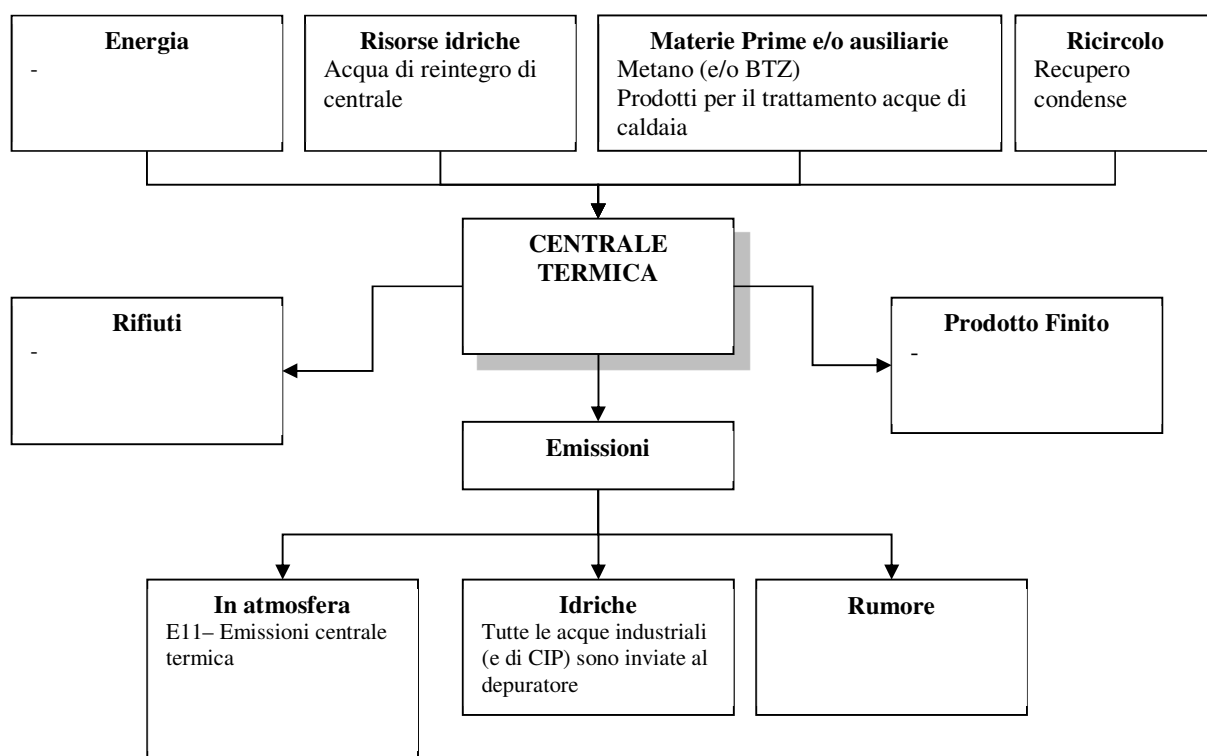 Energia
-
Risorse idriche
Acqua di reintegro di
centrale
Materie Prime e/o ausiliarie
Metano (e/o BTZ)
Prodotti per il trattamento acque di
caldaia
Ricircolo
Recupero
condense
CENTRALE
TERMICA
Rifiuti
-
Prodotto Finito
-
Emissioni
In atmosfera
E11– Emissioni centrale
termica
Idriche
Tutte le acque industriali
(e di CIP) sono inviate al
depuratore
Rumore